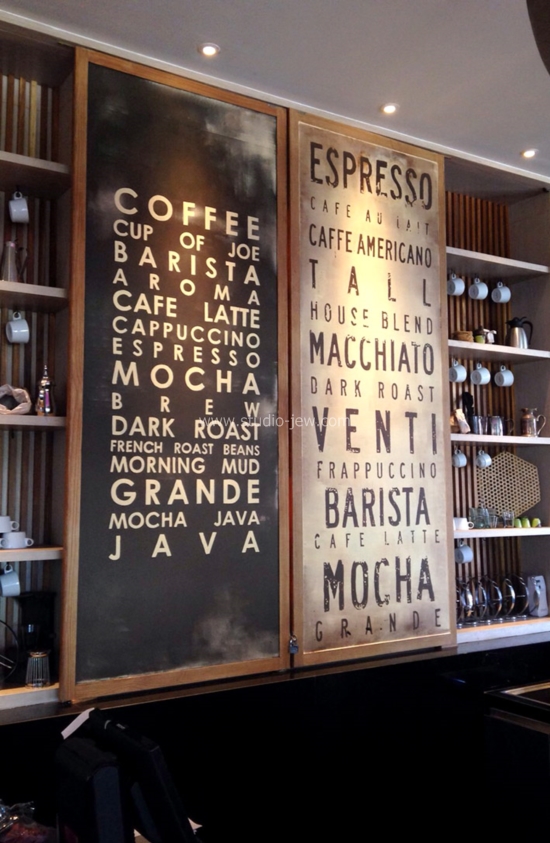 COFFEE
CUP OF JOE
BARISTA
AROMA
CAFE LATTE
CAPPUCCINO
ESPRESSO
MOCHA
BREW
DARK ROAST
FRENCH ROAST BEANS
MORNING MUD
GRANDE
MOCHA JAVA
JAVA
ESPRESSO
CAFE AU LAIT
CAFFE AMERICANO
TALL
HOUSE BLEND
MACCHIATO
DARK ROAST
VENTI
FRAPPUCCINO
BARISTA
CAFE LATTE
MOCHA
GRANDE
www.studio-jew.com